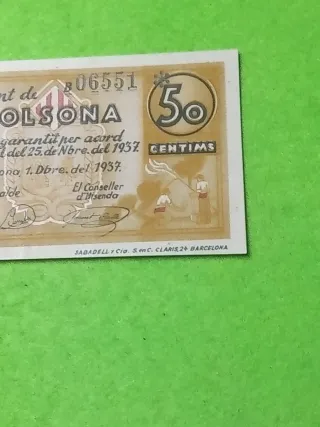 nt de B 06551
OLSONA 50
garantit per acord CENTIMS
l del 25, de Nbre. del 1937.
ona, 1. Dbre. del 1937.
El Conseller
d'Hisenda
SABADELL i Cia. S. en C. CLARIS, 24 BARCELONA